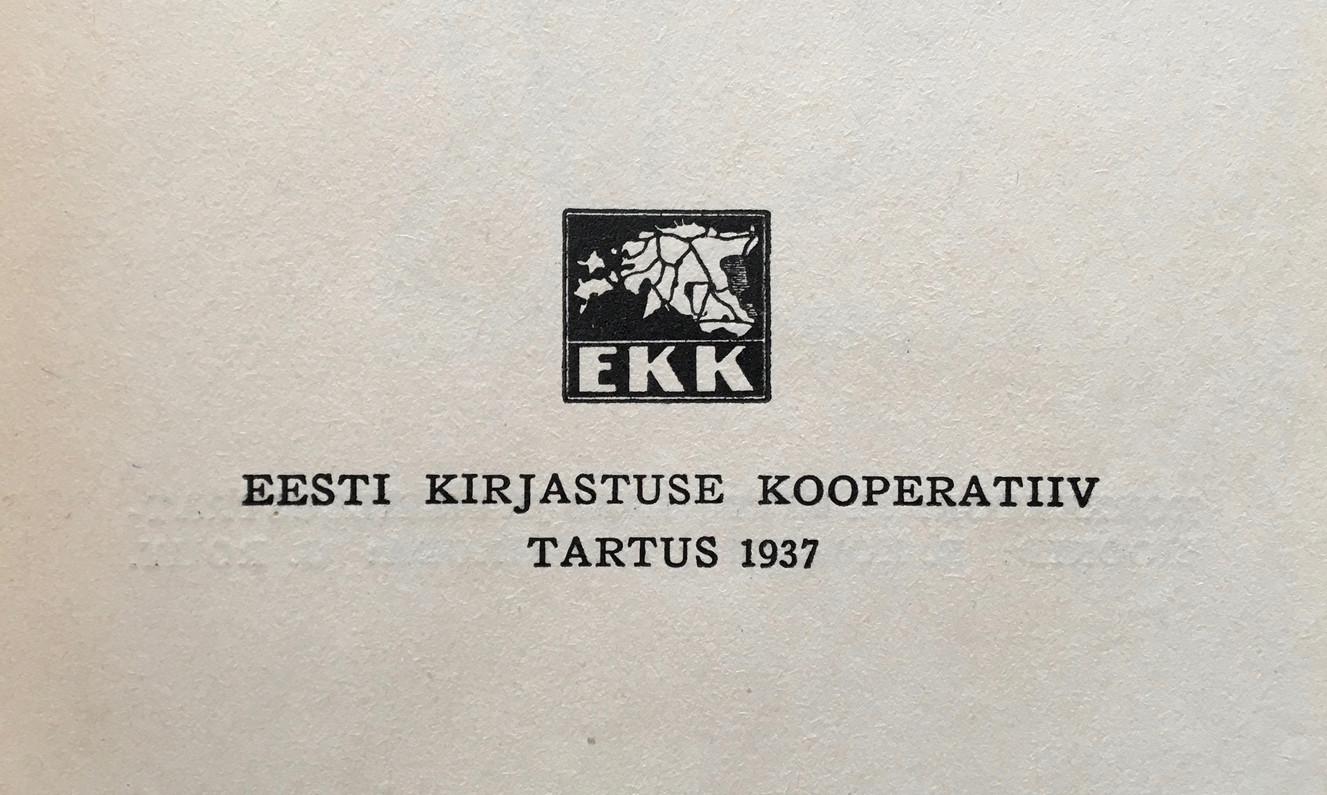 EKK
EESTI KIRJASTUSE KOOPERATIIV
TARTUS 1937